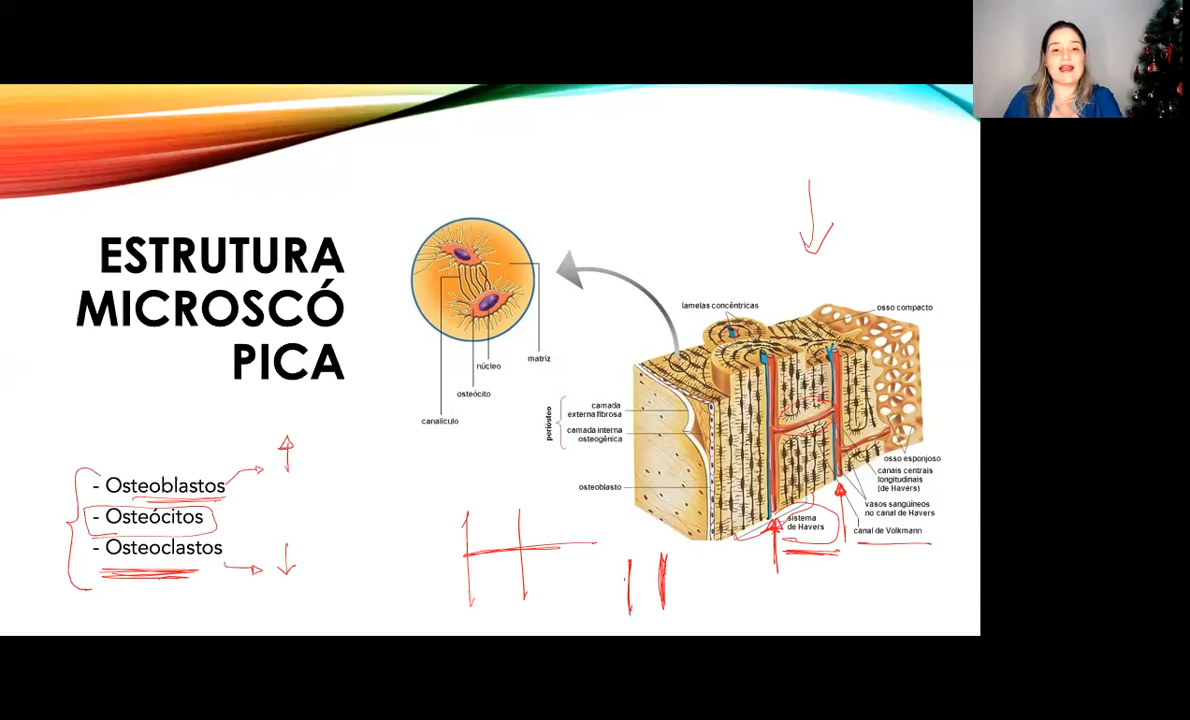 ESTRUTURA
MICROSCÓ
PICA
- Osteoblastos
- Osteócitos
- Osteoclastos
matriz
núcleo
osteócito
canalículo
lamelas concêntricas
osso compacto
periósteo
camada
externa fibrosa
camada interna
osteogênica
osteoblasto
osso esponjoso
canais centrais
longitudinais
(de Havers)
vasos sangüíneos
no canal de Havers
sistema
de Havers
canal de Volkmann